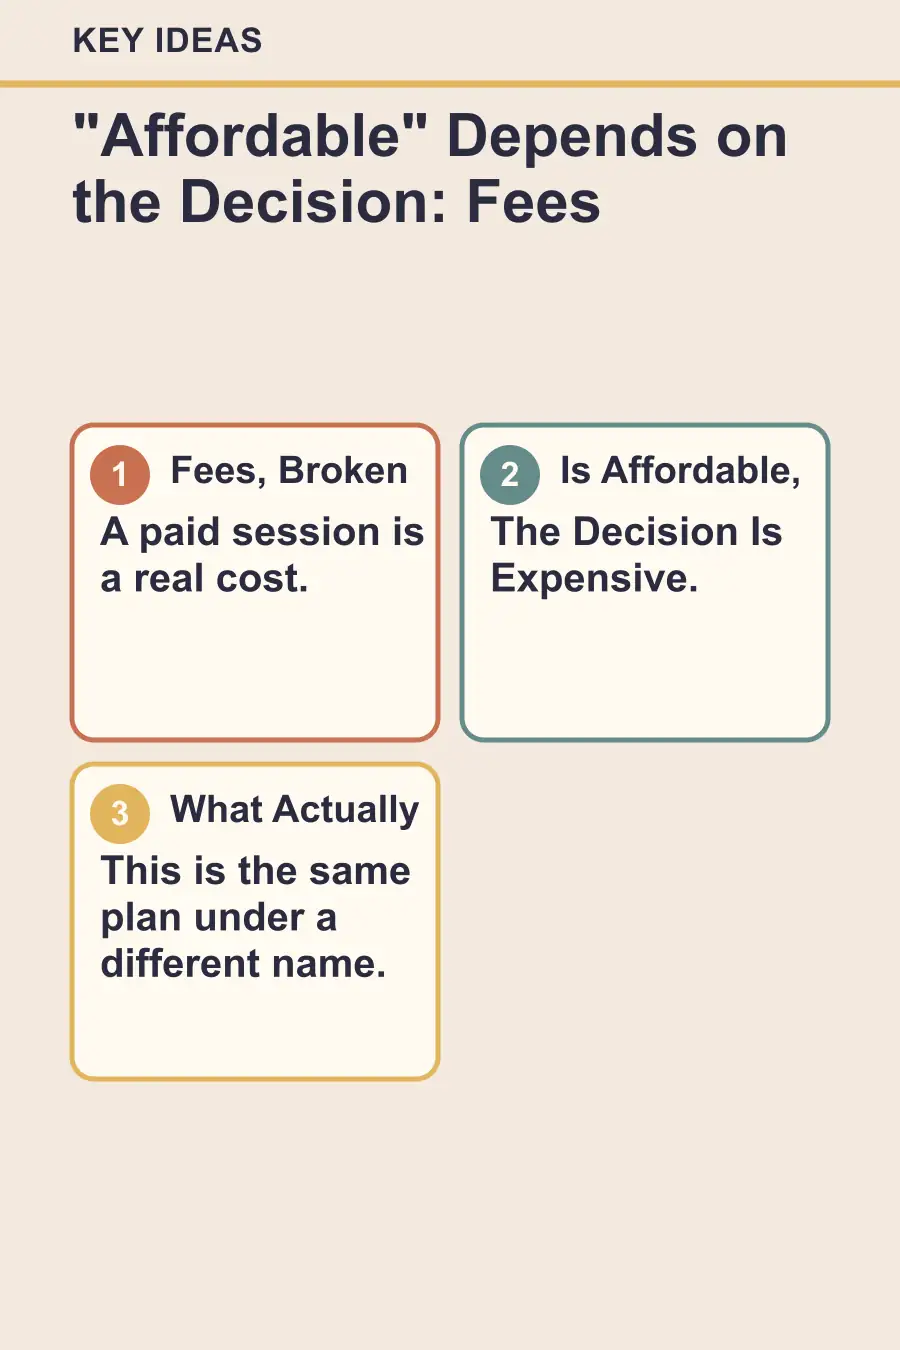 KEY IDEAS
"Affordable" Depends on
the Decision: Fees
1 Fees, Broken
A paid session is
a real cost.
2 Is Affordable,
The Decision Is
Expensive.
3 What Actually
This is the same
plan under a
different name.